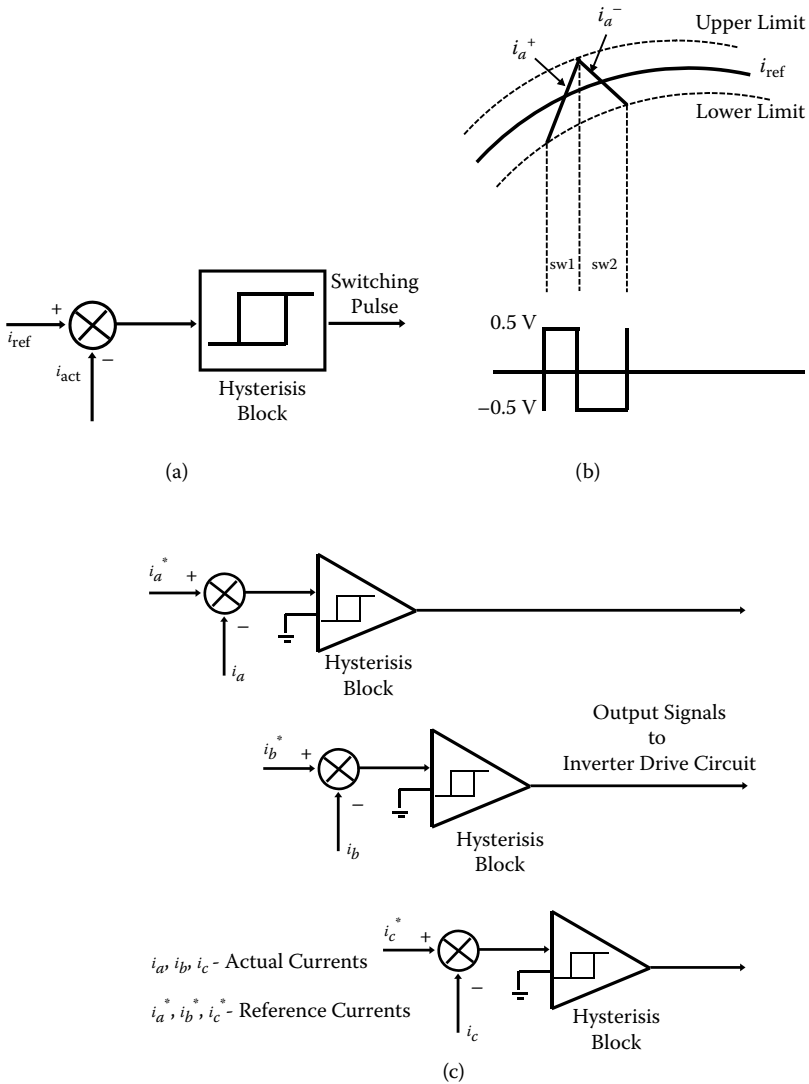 Switching
Pulse
+
i_ref
−
i_act
Hysterisis
Block
(a)
i_a^−
Upper Limit
i_a^+
i_ref
Lower Limit
sw1 sw2
0.5 V
−0.5 V
(b)
i_a^* +
−
i_a
Hysterisis
Block
Output Signals
to
Inverter Drive Circuit
i_b^* +
−
i_b
Hysterisis
Block
i_c^* +
−
i_c
Hysterisis
Block
i_a, i_b, i_c - Actual Currents
i_a^*, i_b^*, i_c^* - Reference Currents
(c)